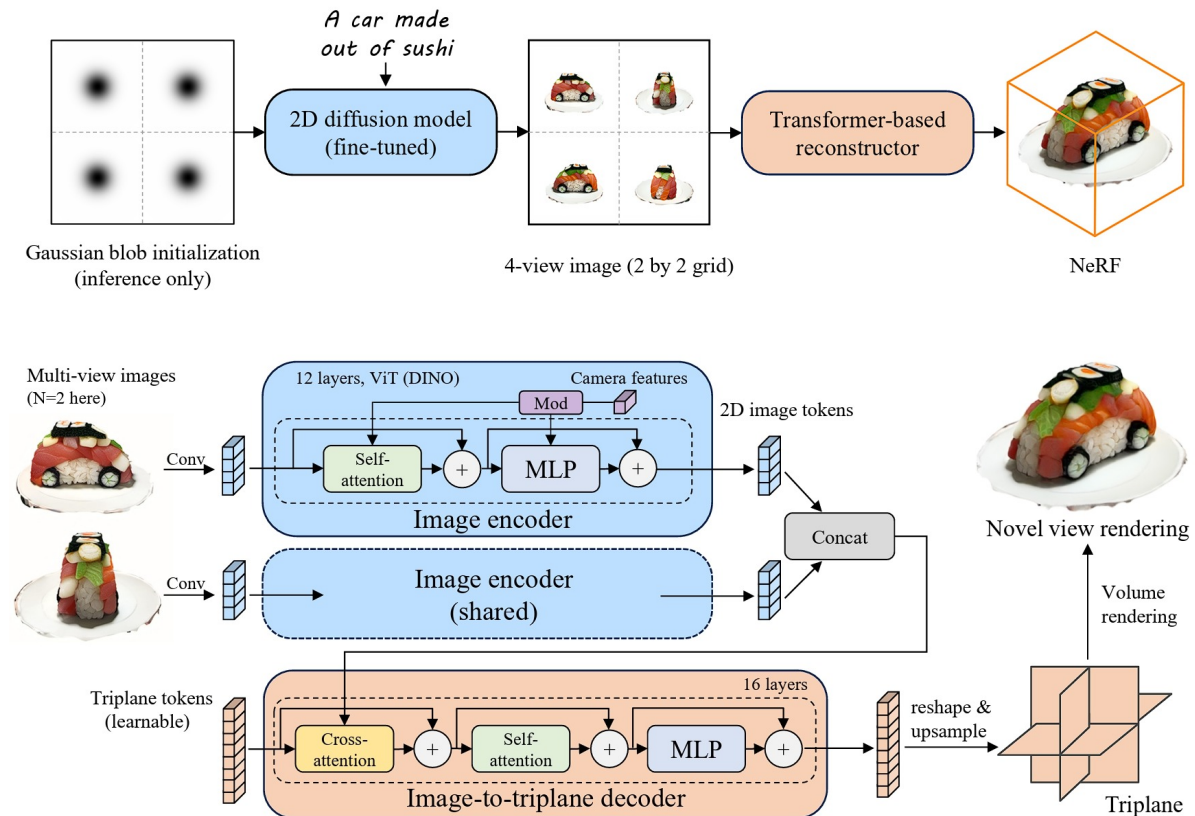 A car made
out of sushi
2D diffusion model
(fine-tuned)
Transformer-based
reconstructor
Gaussian blob initialization
(inference only)
4-view image (2 by 2 grid)
NeRF
Multi-view images
(N=2 here)
12 layers, ViT (DINO)
Camera features
Mod
2D image tokens
Conv
Self-
attention
+
MLP
+
Image encoder
Concat
Novel view rendering
Conv
Image encoder
(shared)
Volume
rendering
Triplane tokens
(learnable)
16 layers
Cross-
attention
+
Self-
attention
+
MLP
+
reshape &
upsample
Image-to-triplane decoder
Triplane